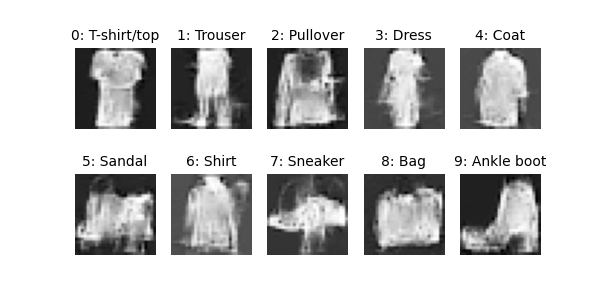 0: T-shirt/top 1: Trouser 2: Pullover 3: Dress 4: Coat
5: Sandal 6: Shirt 7: Sneaker 8: Bag 9: Ankle boot